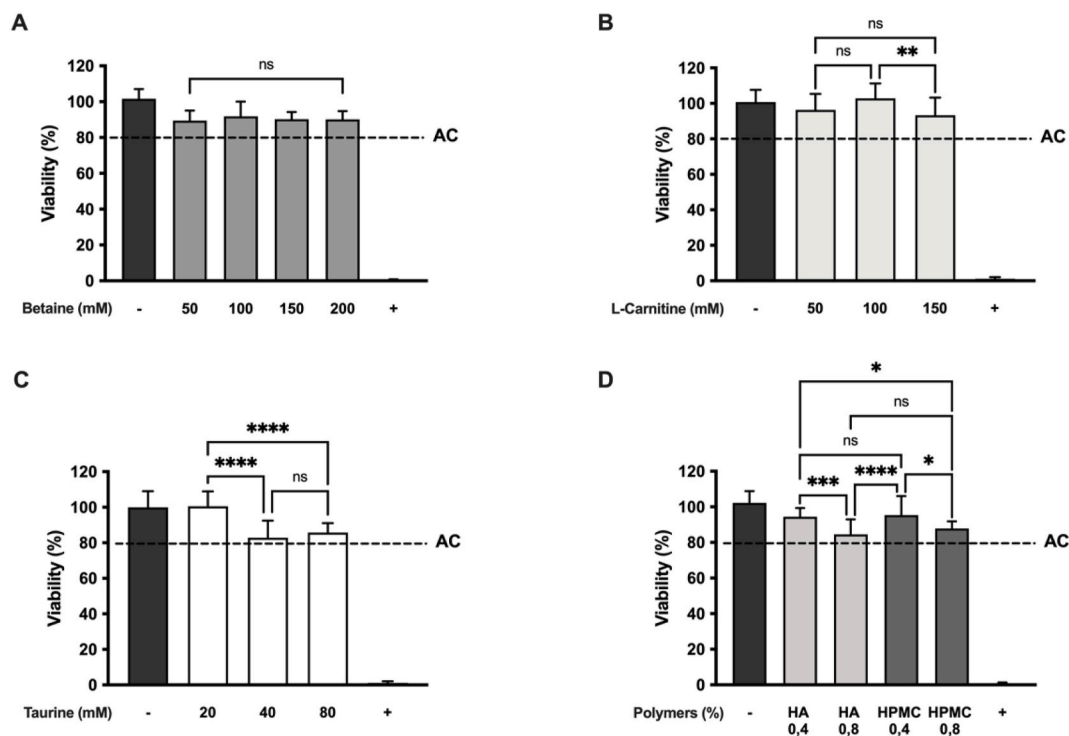 A
ns
120
100
80
60
40
20
0
Viability (%)
AC
Betaine (mM)
- 50 100 150 200 +
B
ns
ns **
120
100
80
60
40
20
0
Viability (%)
AC
L-Carnitine (mM)
- 50 100 150 +
C
****
**** ns
120
100
80
60
40
20
0
Viability (%)
AC
Taurine (mM)
- 20 40 80 +
D
*
ns
ns
*** **** *
120
100
80
60
40
20
0
Viability (%)
AC
Polymers (%)
- HA HA HPMC HPMC +
0,4 0,8 0,4 0,8